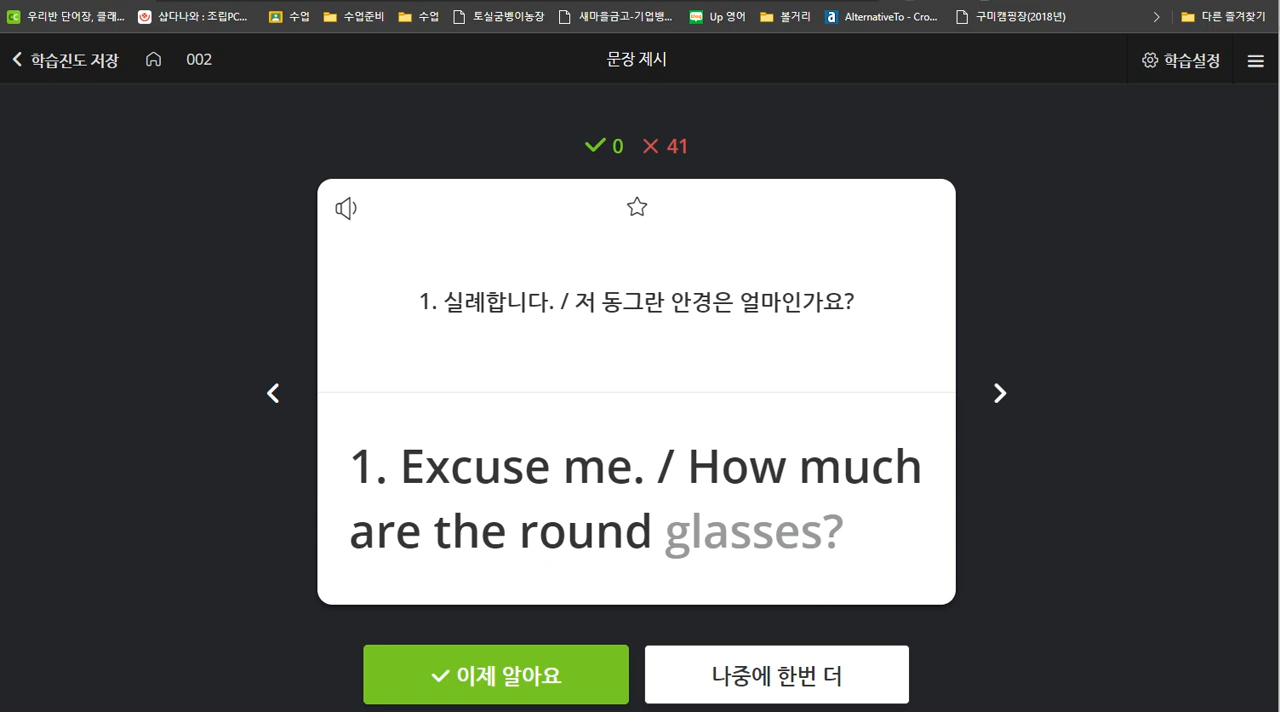 우리반 단어장, 클래... 샵다나와 : 조립PC... 수업 수업준비 수업 토실굼벵이농장 새마을금고-기업뱅... Up 영어 볼거리 AlternativeTo - Cro... 구미캠핑장(2018년) 다른 즐겨찾기
학습진도 저장 002 문장 제시 학습설정
0 41
1. 실례합니다. / 저 동그란 안경은 얼마인가요?
1. Excuse me. / How much
are the round glasses?
이제 알아요 나중에 한번 더